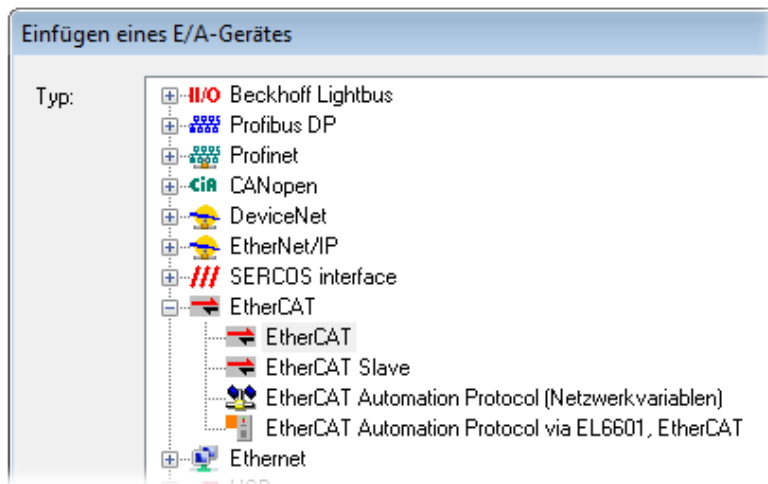 Einfügen eines E/A-Gerätes
Typ:
II/O Beckhoff Lightbus
Profibus DP
Profinet
CiA CANopen
DeviceNet
EtherNet/IP
SERCOS interface
EtherCAT
EtherCAT
EtherCAT Slave
EtherCAT Automation Protocol (Netzwerkvariablen)
EtherCAT Automation Protocol via EL6601, EtherCAT
Ethernet